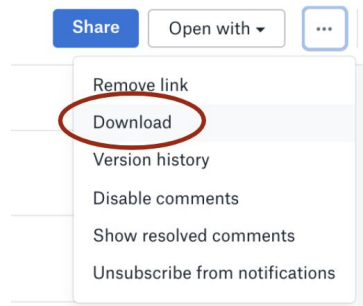 Share Open with ...
Remove link
Download
Version history
Disable comments
Show resolved comments
Unsubscribe from notifications